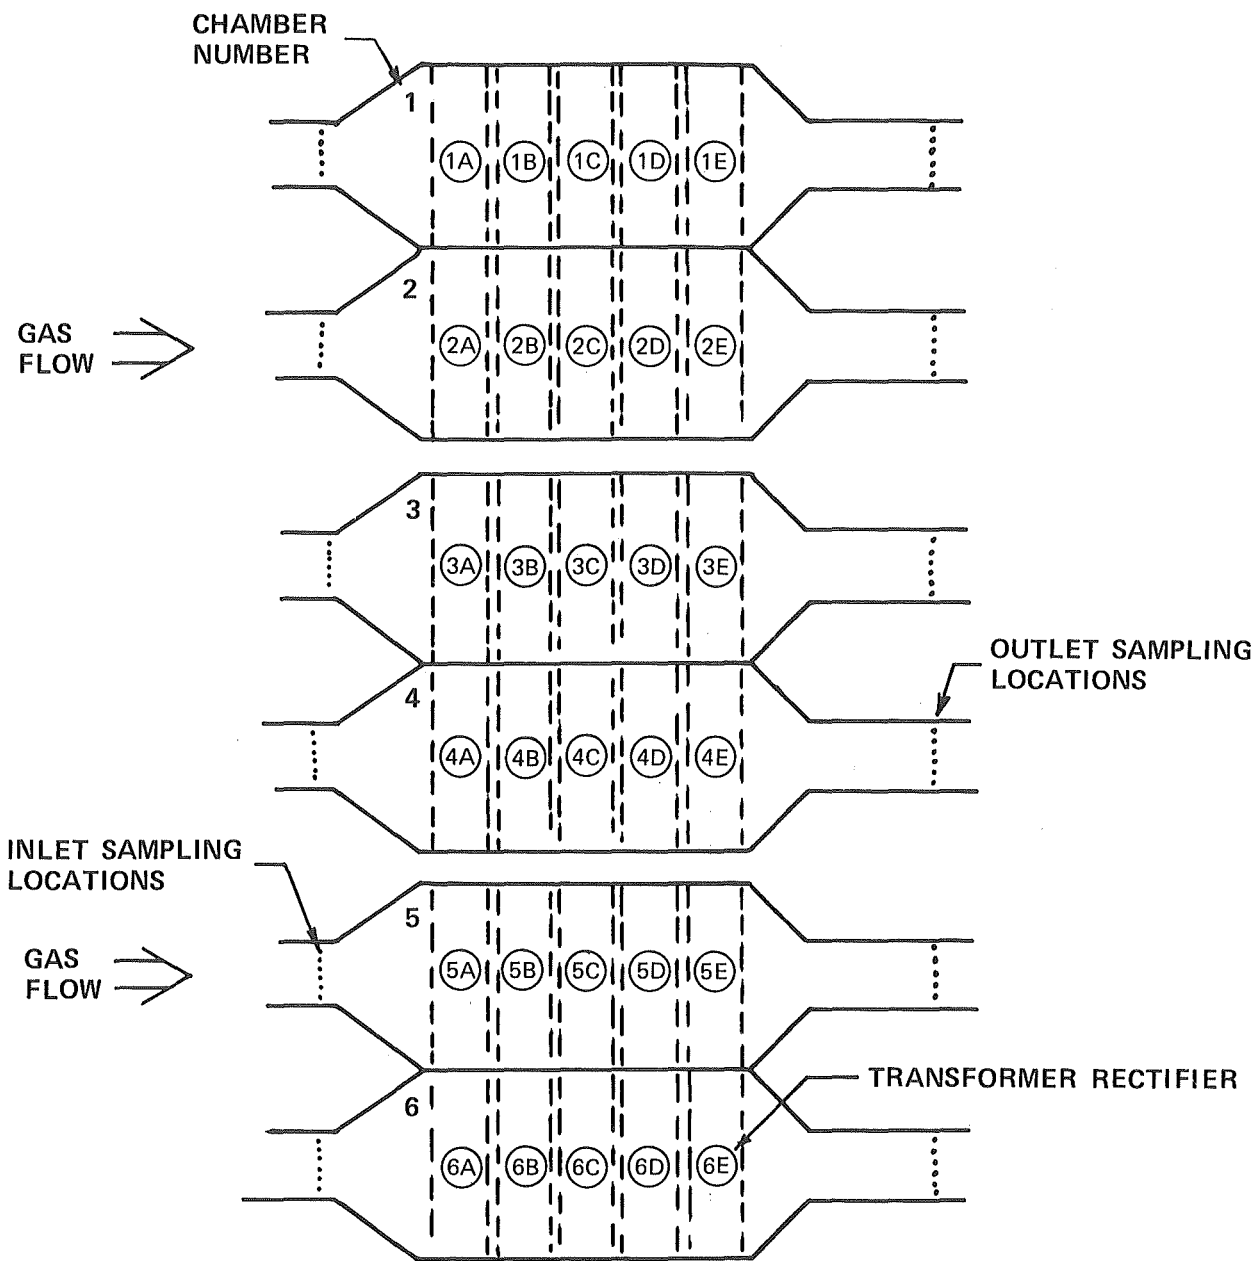 CHAMBER
NUMBER
1
1A 1B 1C 1D 1E
2
GAS
FLOW
2A 2B 2C 2D 2E
3
3A 3B 3C 3D 3E
OUTLET SAMPLING
LOCATIONS
4
4A 4B 4C 4D 4E
INLET SAMPLING
LOCATIONS
5
GAS
FLOW
5A 5B 5C 5D 5E
TRANSFORMER RECTIFIER
6
6A 6B 6C 6D 6E